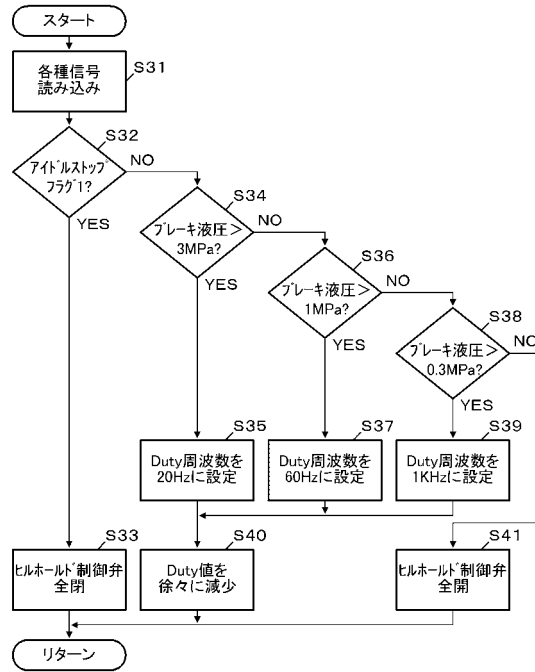 スタート
S31
各種信号
読み込み
S32
アイドルストップ
フラグ1?
NO
YES
S34
ブレーキ液圧>
3MPa?
NO
YES
S36
ブレーキ液圧>
1MPa?
NO
YES
S38
ブレーキ液圧>
0.3MPa?
NO
YES
S35
Duty周波数を
20Hzに設定
S37
Duty周波数を
60Hzに設定
S39
Duty周波数を
1KHzに設定
S33
ヒルホールド制御弁
全閉
S40
Duty値を
徐々に減少
S41
ヒルホールド制御弁
全開
リターン